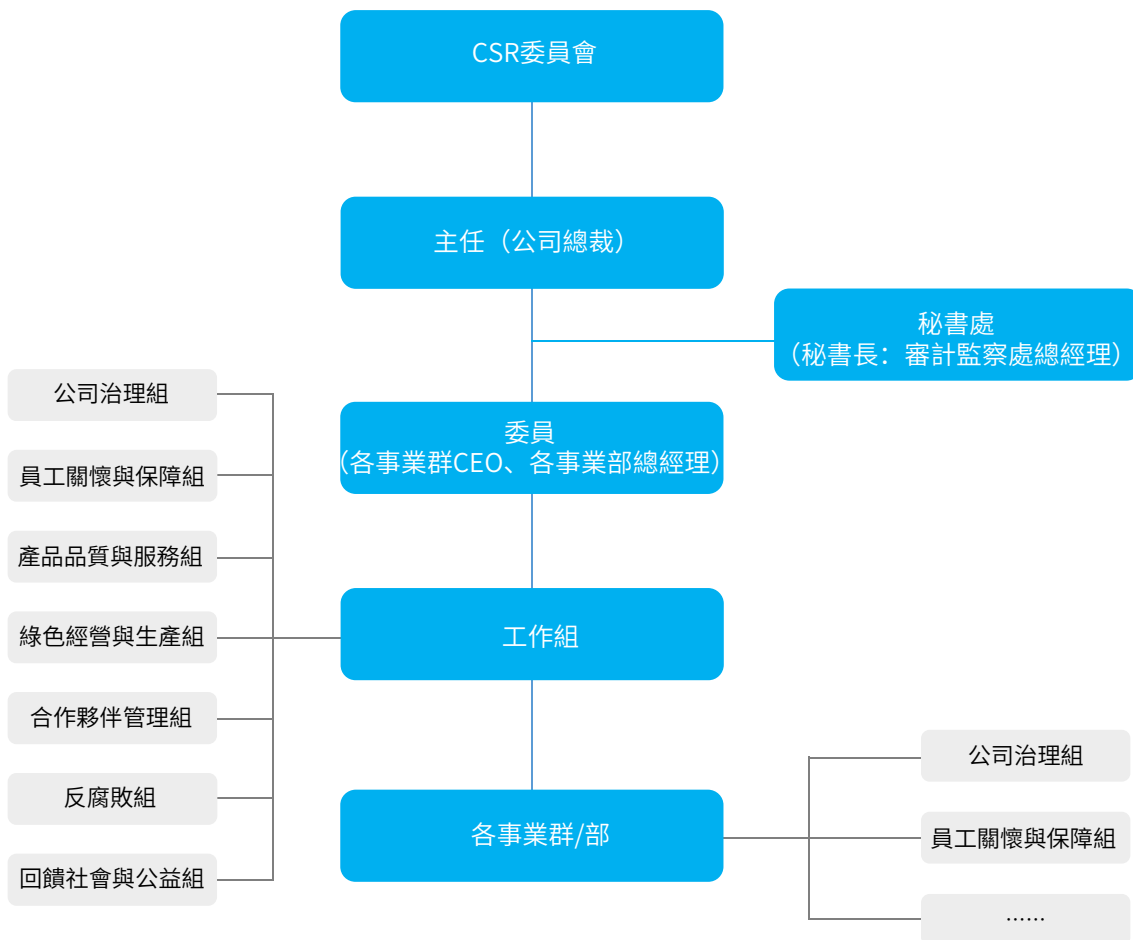 CSR委員會
主任（公司總裁）
秘書處
（秘書長：審計監察處總經理）
委員
（各事業群CEO、各事業部總經理）
工作組
公司治理組
員工關懷與保障組
產品品質與服務組
綠色經營與生產組
合作夥伴管理組
反腐敗組
回饋社會與公益組
各事業群/部
公司治理組
員工關懷與保障組
……